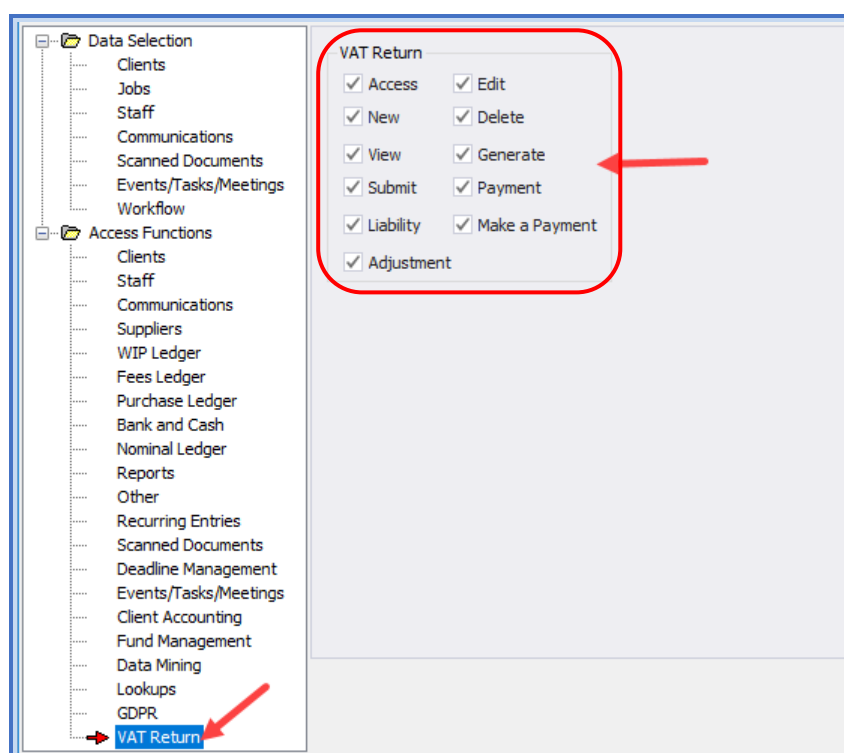 Data Selection
Clients
Jobs
Staff
Communications
Scanned Documents
Events/Tasks/Meetings
Workflow
Access Functions
Clients
Staff
Communications
Suppliers
WIP Ledger
Fees Ledger
Purchase Ledger
Bank and Cash
Nominal Ledger
Reports
Other
Recurring Entries
Scanned Documents
Deadline Management
Events/Tasks/Meetings
Client Accounting
Fund Management
Data Mining
Lookups
GDPR
VAT Return
VAT Return
Access Edit
New Delete
View Generate
Submit Payment
Liability Make a Payment
Adjustment